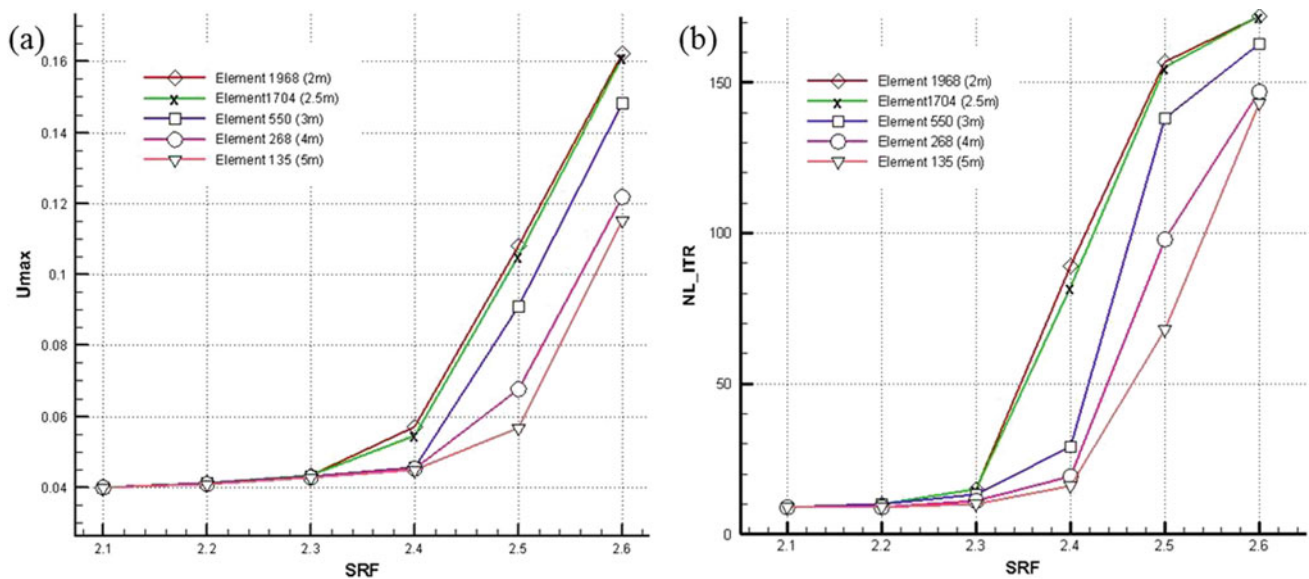 (a)
Umax
0.16
0.14
0.12
0.1
0.08
0.06
0.04
Element 1968 (2m)
Element1704 (2.5m)
Element 550 (3m)
Element 268 (4m)
Element 135 (5m)
2.1 2.2 2.3 2.4 2.5 2.6
SRF
(b)
NL_ITR
150
100
50
0
Element 1968 (2m)
Element1704 (2.5m)
Element 550 (3m)
Element 268 (4m)
Element 135 (5m)
2.1 2.2 2.3 2.4 2.5 2.6
SRF